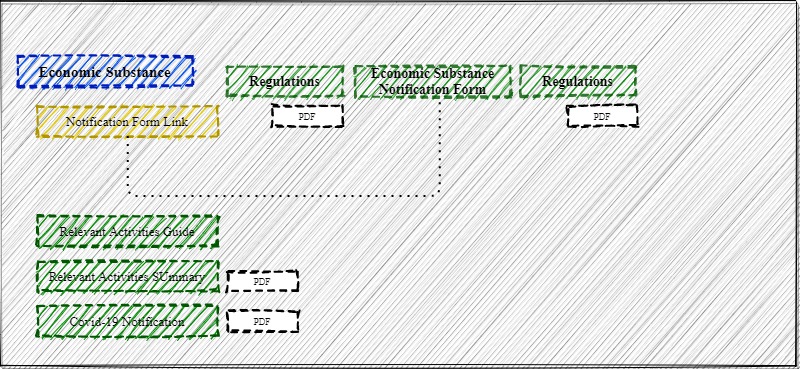 Economic Substance
Regulations
Economic Substance
Notification Form
Regulations
Notification Form Link
PDF
PDF
Relevant Activities Guide
Relevant Activities SUmmary
PDF
Covid-19 Notification
PDF